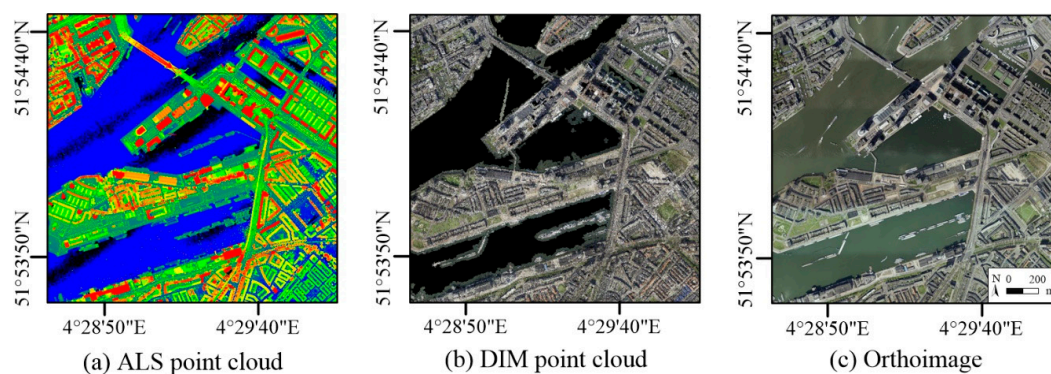 51°54'40"N
51°53'50"N
4°28'50"E
4°29'40"E
(a) ALS point cloud
51°54'40"N
51°53'50"N
4°28'50"E
4°29'40"E
(b) DIM point cloud
51°54'40"N
51°53'50"N
4°28'50"E
4°29'40"E
N 0 200
m
(c) Orthoimage